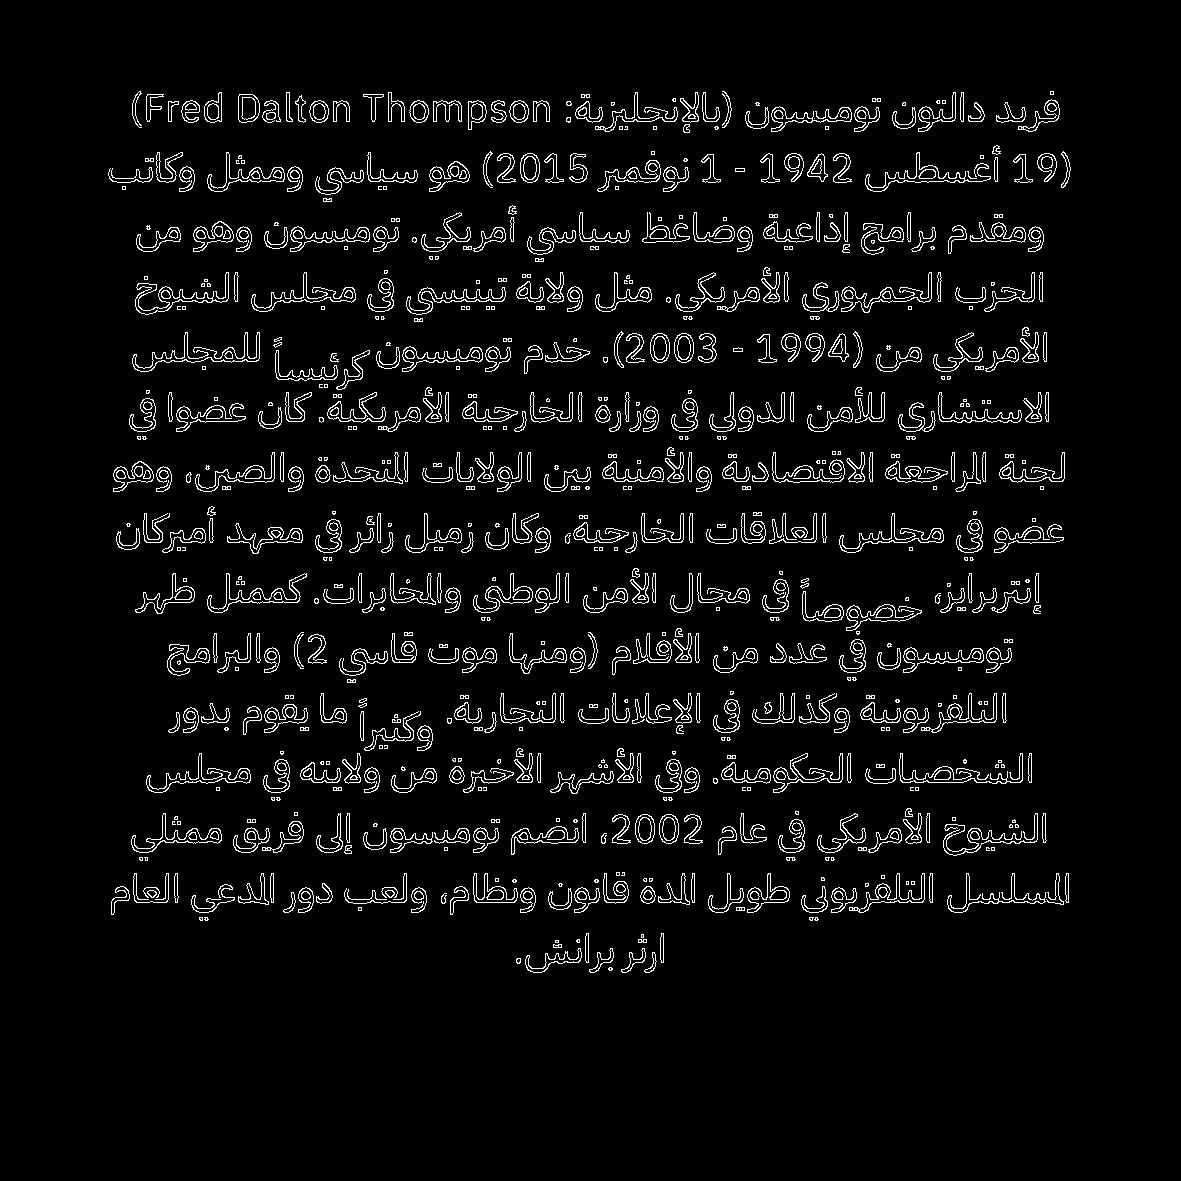 فريد دالتون تومبسون (بالإنجليزية: Fred Dalton Thompson)
(19 أغسطس 1942 - 1 نوفمبر 2015) هو سياسي وممثل وكاتب
ومقدم برامج إذاعية وضاغظ سياسي أمريكي. تومبسون وهو من
الحزب الجمهوري الأمريكي. مثل ولاية تينيسي في مجلس الشيوخ
الأمريكي من (1994 - 2003). خدم تومبسون كرئيساً للمجلس
الاستشاري للأمن الدولي في وزارة الخارجية الأمريكية. كان عضوا في
لجنة المراجعة الاقتصادية والأمنية بين الولايات المتحدة والصين، وهو
عضو في مجلس العلاقات الخارجية، وكان زميل زائر في معهد أميركان
إنتربرايز، خصوصاً في مجال الأمن الوطني والمخابرات. كممثل ظهر
تومبسون في عدد من الأفلام (ومنها موت قاسي 2) والبرامج
التلفزيونية وكذلك في الإعلانات التجارية. وكثيراً ما يقوم بدور
الشخصيات الحكومية. وفي الأشهر الأخيرة من ولايته في مجلس
الشيوخ الأمريكي في عام 2002، انضم تومبسون إلى فريق ممثلي
المسلسل التلفزيوني طويل المدة قانون ونظام، ولعب دور المدعي العام
ارثر برانش.